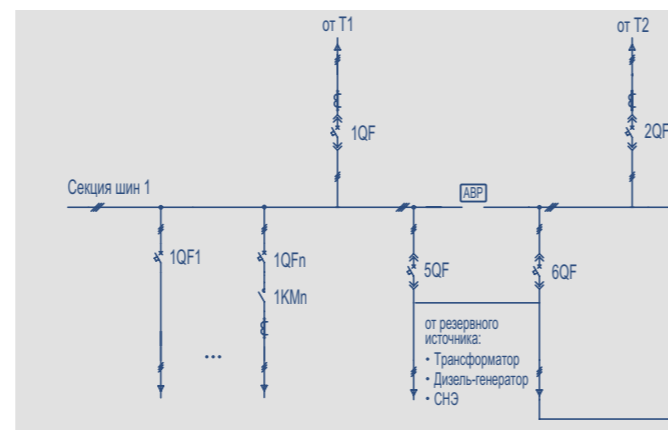 от Т1
от Т2
1QF
2QF
Секция шин 1
АВР
1QF1
1QFn
5QF
6QF
1KMn
...
от резервного
источника:
• Трансформатор
• Дизель-генератор
• СНЭ